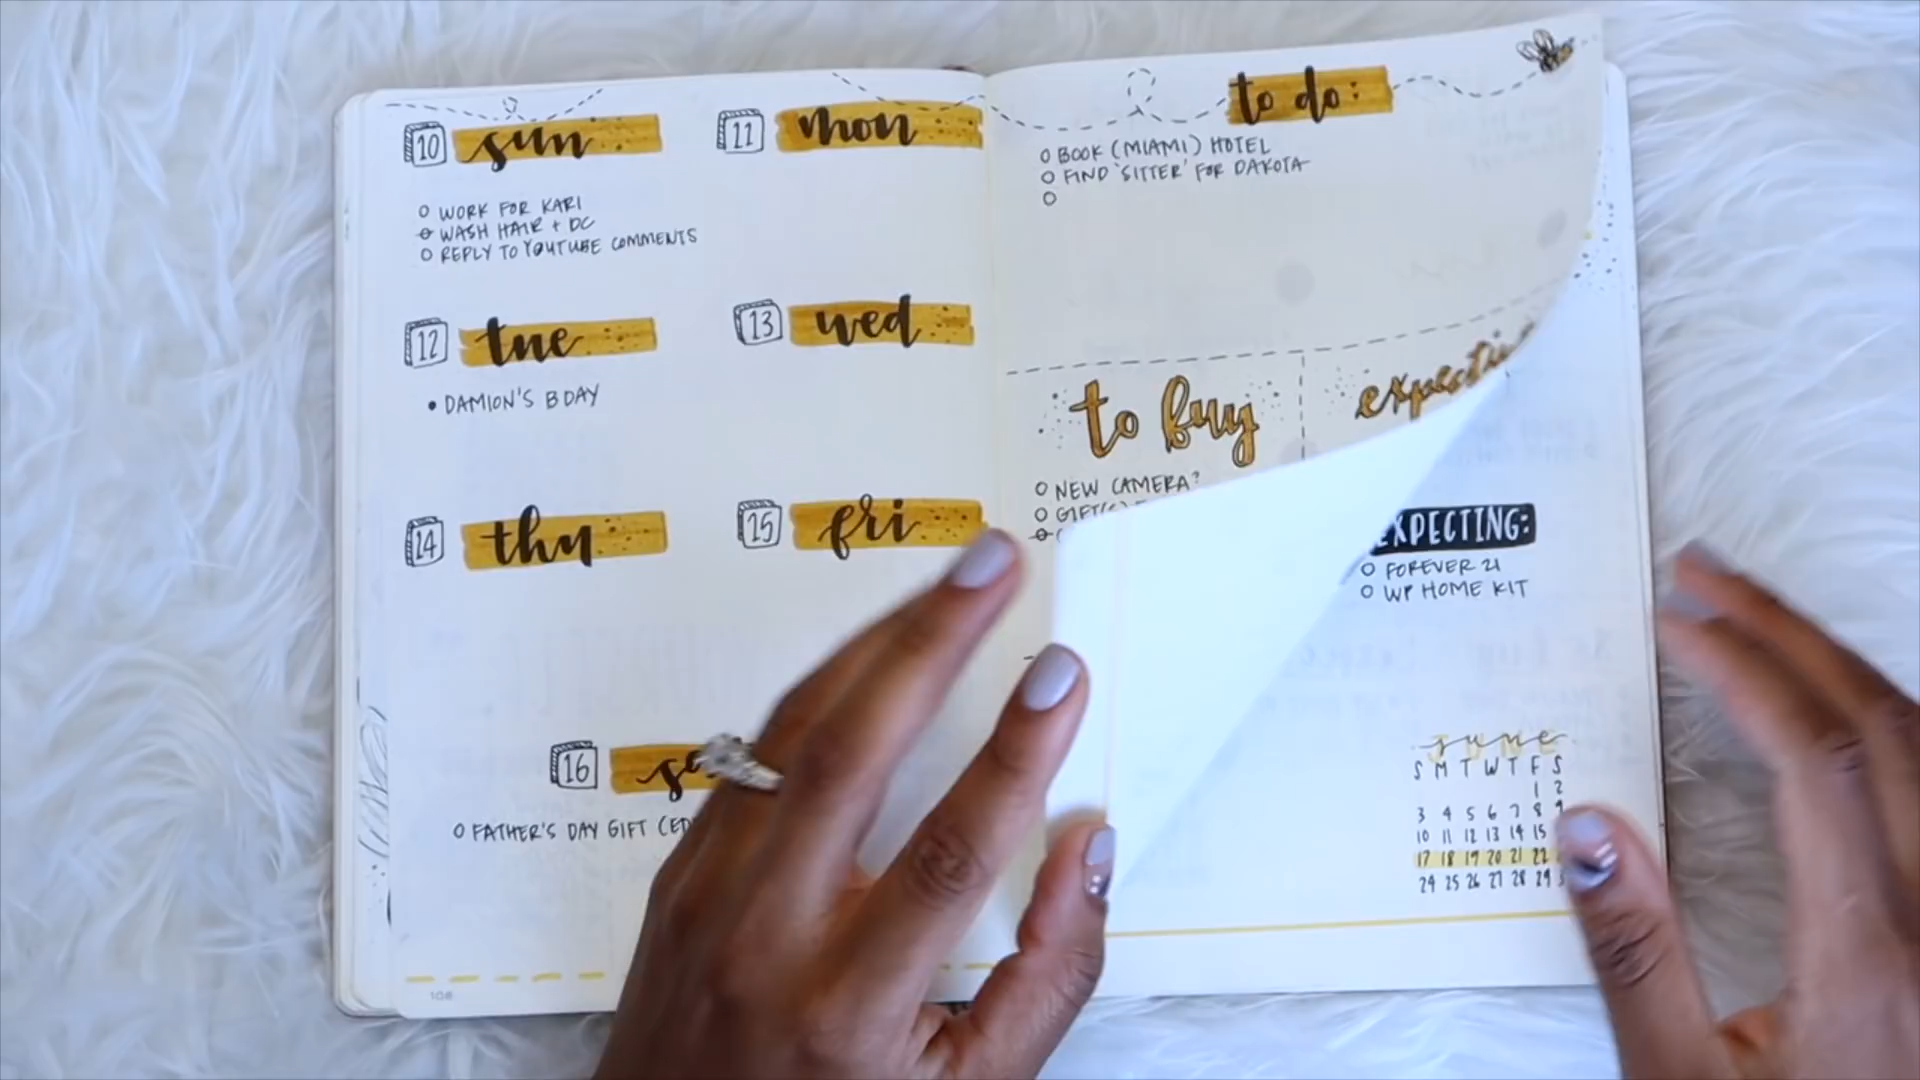 10 sun
O WORK FOR KARI
O WASH HAIR + DC
O REPLY TO YOUTUBE COMMENTS
11 mon
12 tue
• DAMION'S BDAY
13 wed
14 thu
15 fri
16
O FATHER'S DAY GIFT
108
to do:
O BOOK (MIAMI) HOTEL
O FIND 'SITTER' FOR DAKOTA
O
to buy
O NEW CAMERA?
O
O
EXPECTING:
O FOREVER 21
O WP HOME KIT
june
S M T W T F S
1 2
3 4 5 6 7 8 9
10 11 12 13 14 15
17 18 19 20 21 22
24 25 26 27 28 29